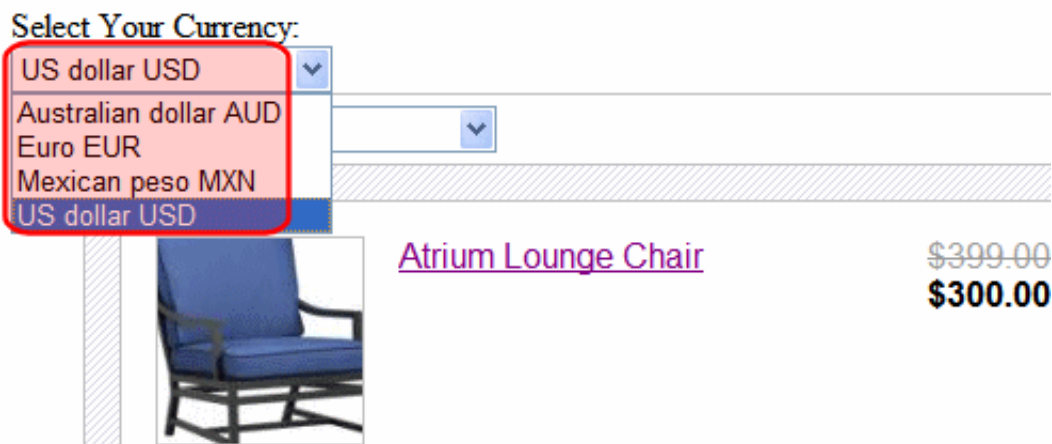 Select Your Currency:
US dollar USD
Australian dollar AUD
Euro EUR
Mexican peso MXN
US dollar USD
Atrium Lounge Chair
$399.00
$300.00